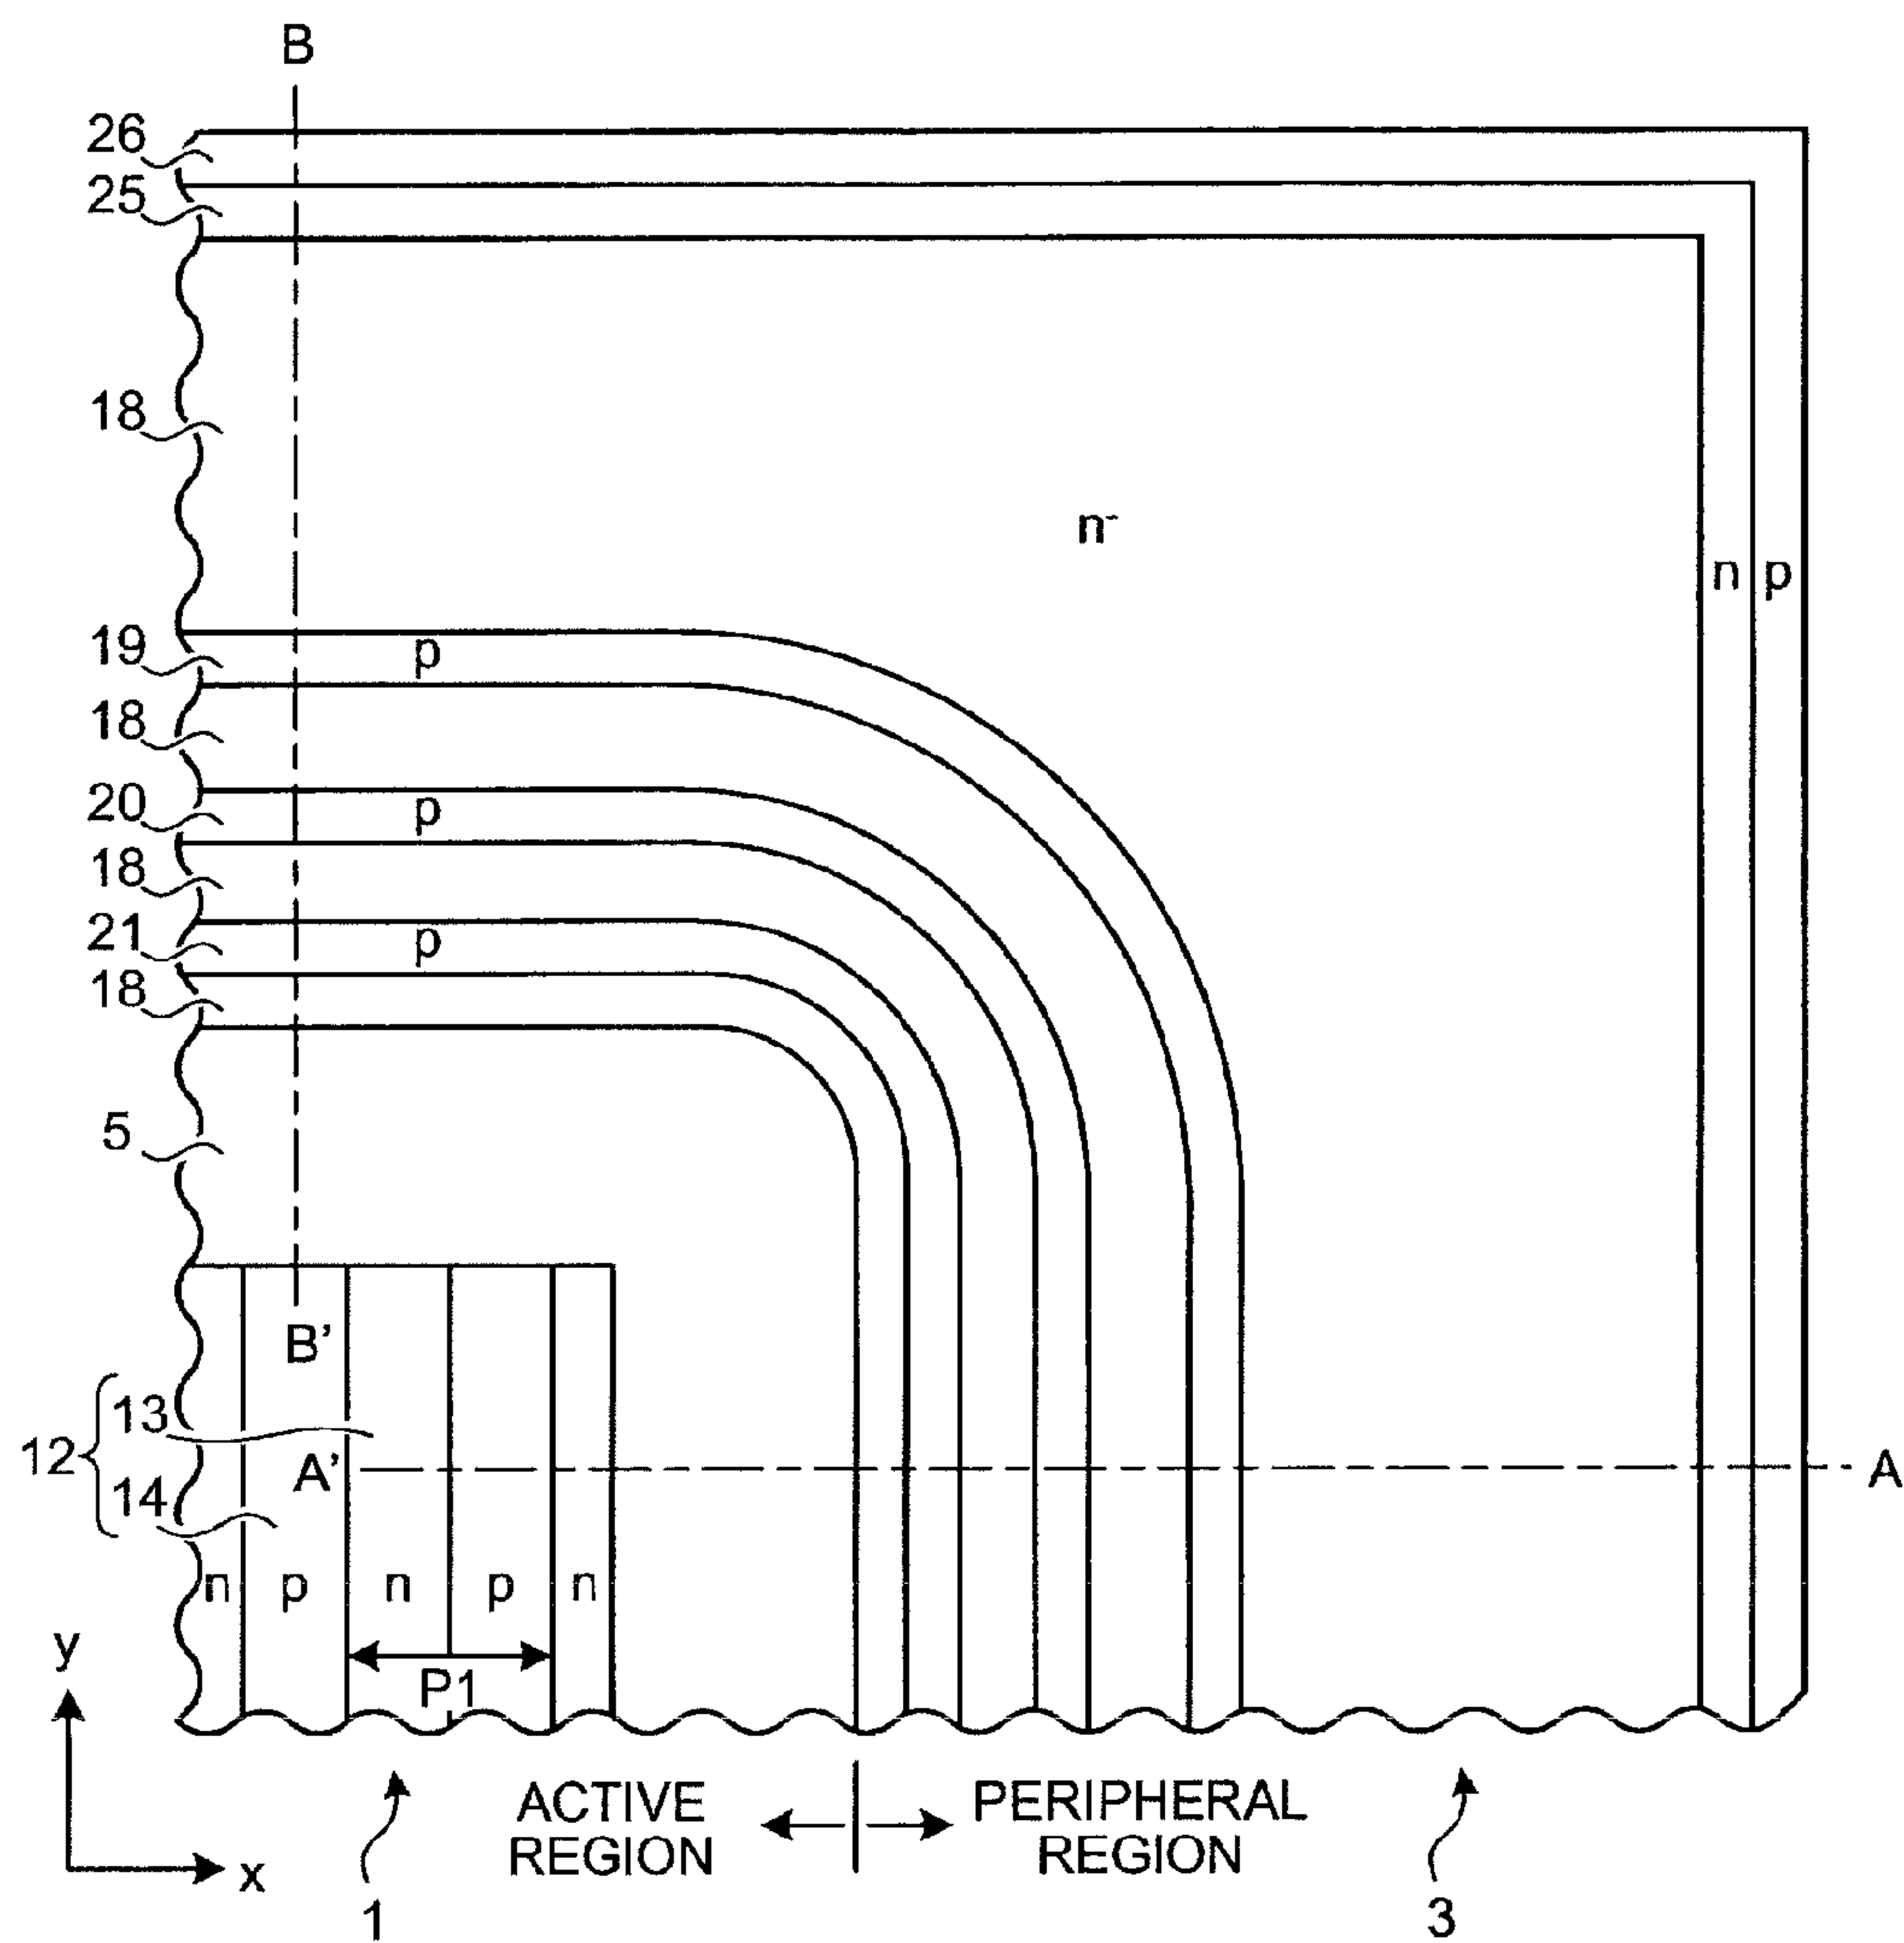 B
26
25
18
n⁻
n p
19 p
18
20 p
18
21 p
18
5
B’
13
12
A’ A
14
n p n p n
y
P1
ACTIVE REGION
PERIPHERAL REGION
x
1
3